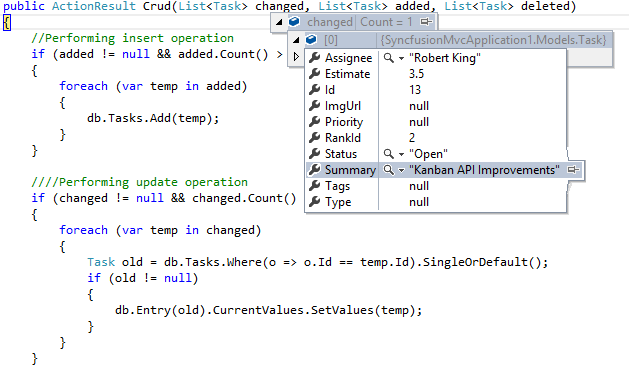 public ActionResult Crud(List<Task> changed, List<Task> added, List<Task> deleted)
{
changed Count = 1
//Performing insert operation
[0] {SyncfusionMvcApplication1.Models.Task}
if (added != null && added.Count() >
Assignee "Robert King"
{
Estimate 3.5
foreach (var temp in added)
Id 13
{
ImgUrl null
db.Tasks.Add(temp);
Priority null
}
RankId 2
}
Status "Open"
Summary "Kanban API Improvements"
////Performing update operation
Tags null
if (changed != null && changed.Count()
Type null
{
foreach (var temp in changed)
{
Task old = db.Tasks.Where(o => o.Id == temp.Id).SingleOrDefault();
if (old != null)
{
db.Entry(old).CurrentValues.SetValues(temp);
}
}
}